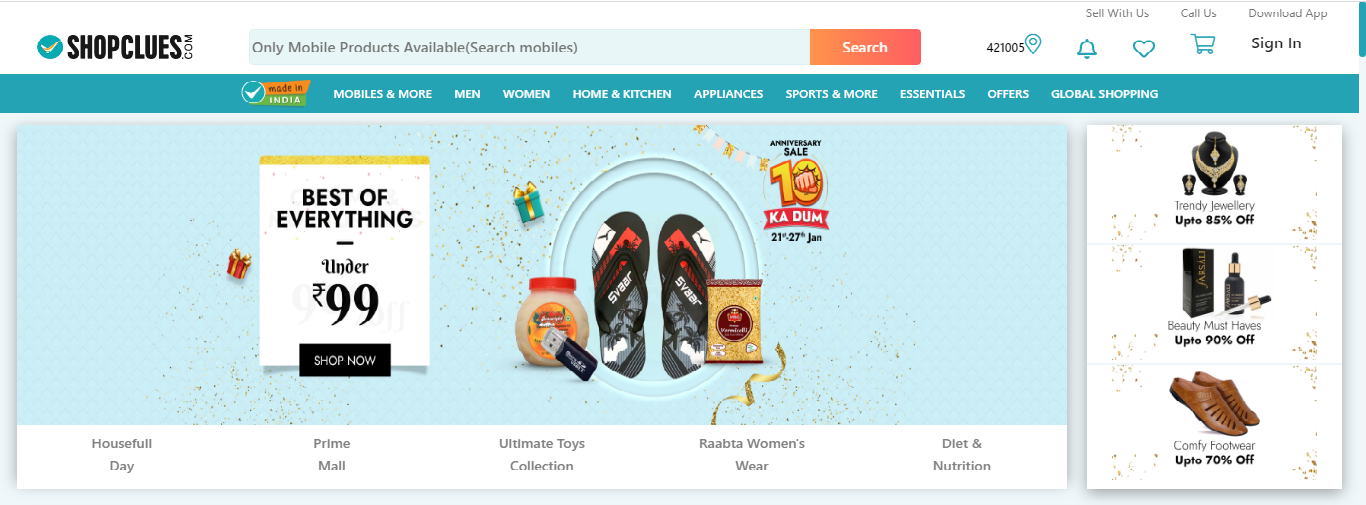 Sell With Us Call Us Download App
SHOPCLUES.COM
Only Mobile Products Available(Search mobiles)
Search
421005
Sign In
made in
INDIA
MOBILES & MORE MEN WOMEN HOME & KITCHEN APPLIANCES SPORTS & MORE ESSENTIALS OFFERS GLOBAL SHOPPING
BEST OF
EVERYTHING
Under
₹99
SHOP NOW
Svaar
Svaar
Vermicelli
ANNIVERSARY
SALE
10
KA DUM
21st-27th Jan
Trendy Jewellery
Upto 85% Off
FARSALI
Beauty Must Haves
Upto 90% Off
Comfy Footwear
Upto 70% Off
Housefull
Day
Prime
Mall
Ultimate Toys
Collection
Raabta Women's
Wear
Diet &
Nutrition